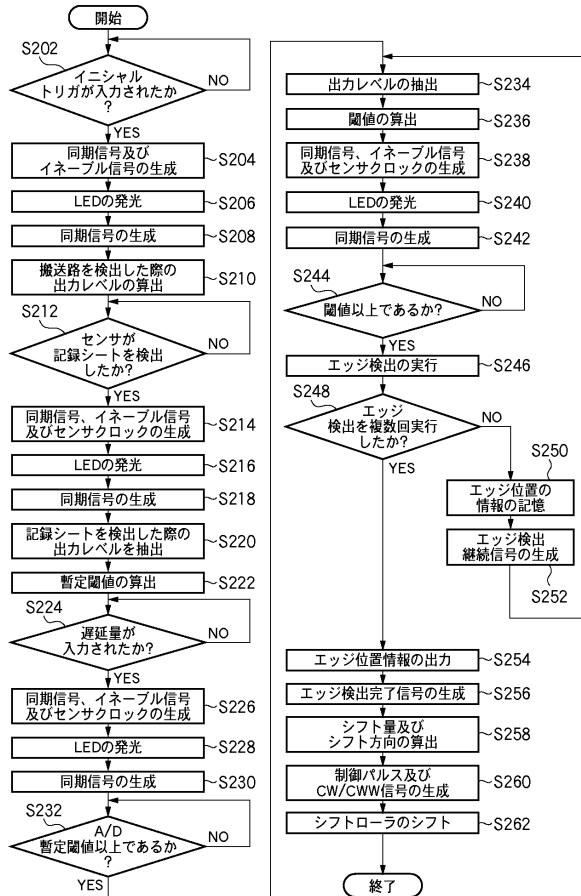 開始
S202
イニシャル
トリガが入力されたか
?
NO
YES
同期信号及び
イネーブル信号の生成
S204
LEDの発光
S206
同期信号の生成
S208
搬送路を検出した際の
出力レベルの算出
S210
S212
センサが
記録シートを検出
したか?
NO
YES
同期信号、イネーブル信号
及びセンサクロックの生成
S214
LEDの発光
S216
同期信号の生成
S218
記録シートを検出した際の
出力レベルを抽出
S220
暫定閾値の算出
S222
S224
遅延量が
入力されたか?
NO
YES
同期信号、イネーブル信号
及びセンサクロックの生成
S226
LEDの発光
S228
同期信号の生成
S230
S232
A/D
暫定閾値以上であるか
?
NO
YES
出力レベルの抽出
S234
閾値の算出
S236
同期信号、イネーブル信号
及びセンサクロックの生成
S238
LEDの発光
S240
同期信号の生成
S242
S244
閾値以上であるか?
NO
YES
エッジ検出の実行
S246
S248
エッジ
検出を複数回実行
したか?
NO
YES
S250
エッジ位置の
情報の記憶
エッジ検出
継続信号の生成
S252
エッジ位置情報の出力
S254
エッジ検出完了信号の生成
S256
シフト量及び
シフト方向の算出
S258
制御パルス及び
CW/CWW信号の生成
S260
シフトローラのシフト
S262
終了